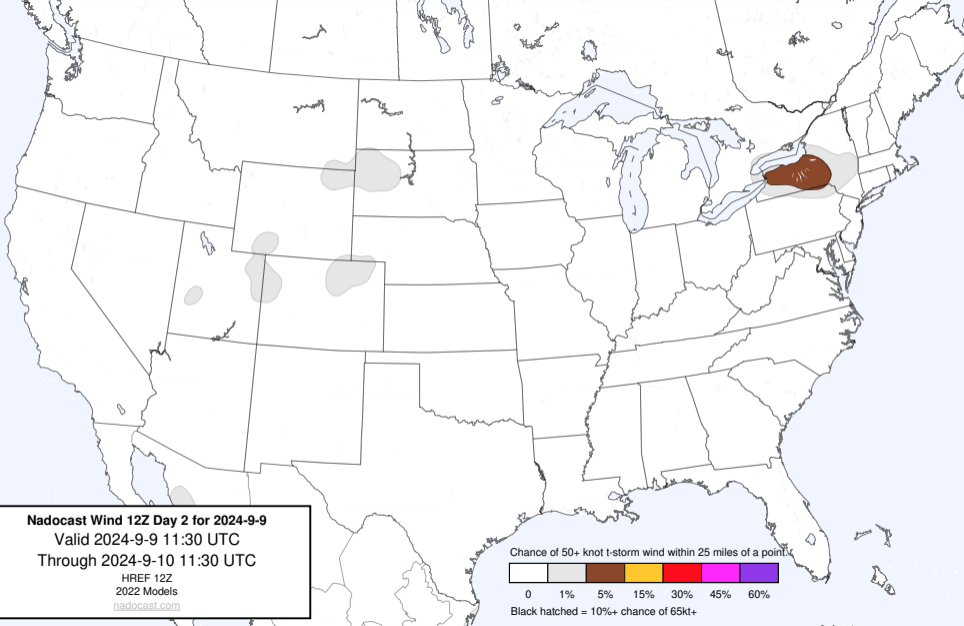 Nadocast Wind 12Z Day 2 for 2024-9-9
Valid 2024-9-9 11:30 UTC
Through 2024-9-10 11:30 UTC
HREF 12Z
2022 Models
nadocast.com
Chance of 50+ knot t-storm wind within 25 miles of a point.
0 1% 5% 15% 30% 45% 60%
Black hatched = 10%+ chance of 65kt+